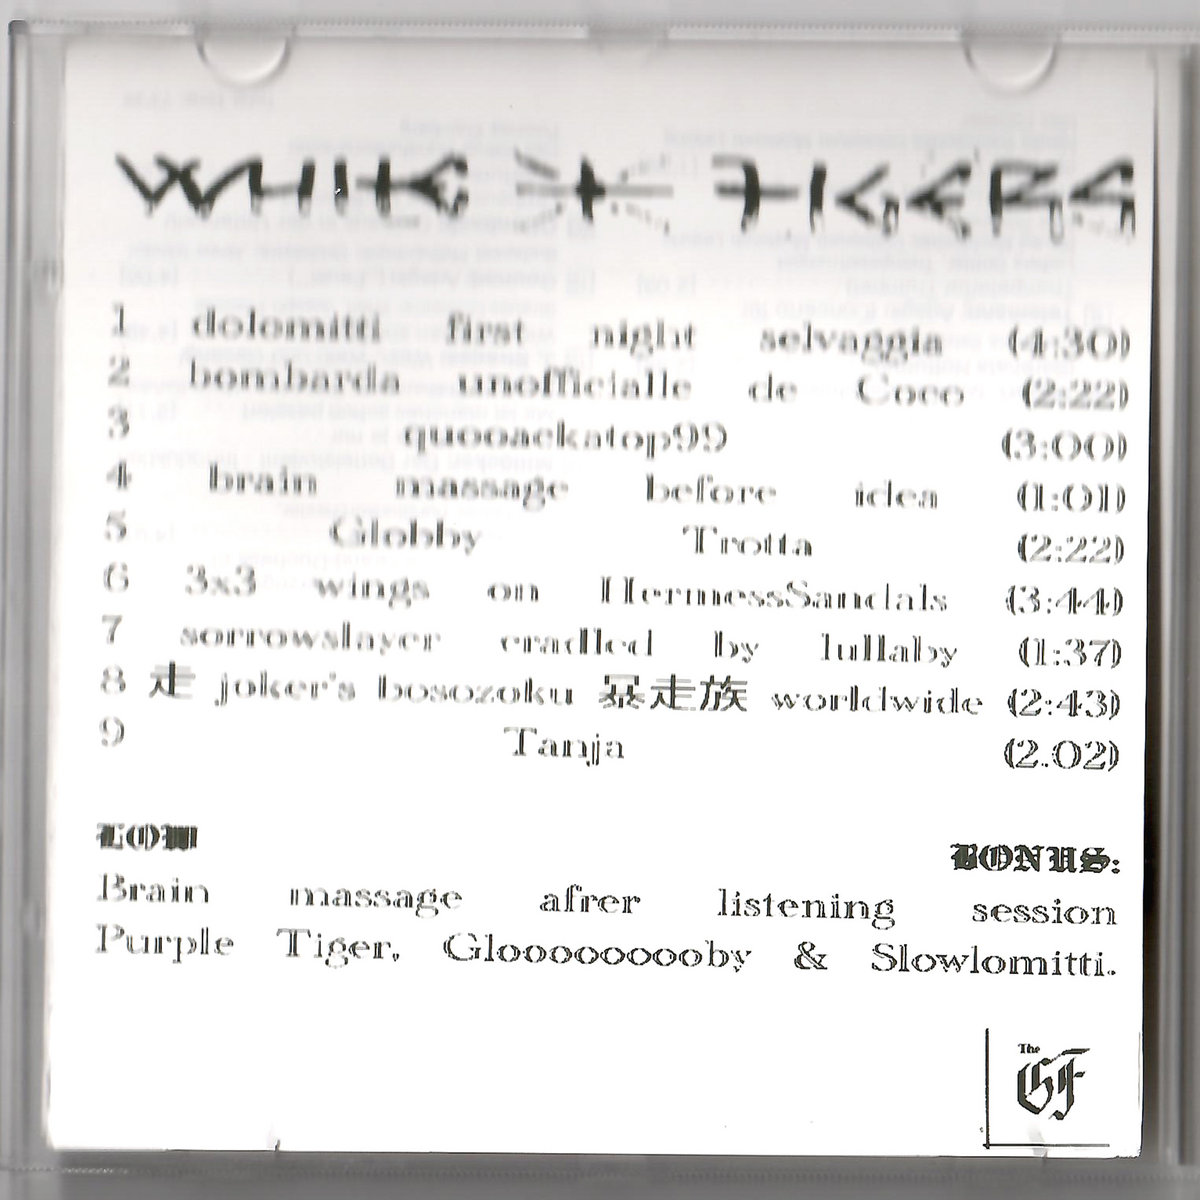 WHITE * TIGERS
1 dolomitti first night selvaggia (4:30)
2 bombarda unofficialle de Coco (2:22)
3 quooackatop99 (3:00)
4 brain massage before idea (1:01)
5 Globby Trotta (2:22)
6 3x3 wings on HermessSandals (3:44)
7 sorrowslayer cradled by lullaby (1:37)
8 走 joker's bosozoku 暴走族 worldwide (2:43)
9 Tanja (2.02)
LOW BONUS:
Brain massage afrer listening session
Purple Tiger, Glooooooooby & Slowlomitti.
The
GF